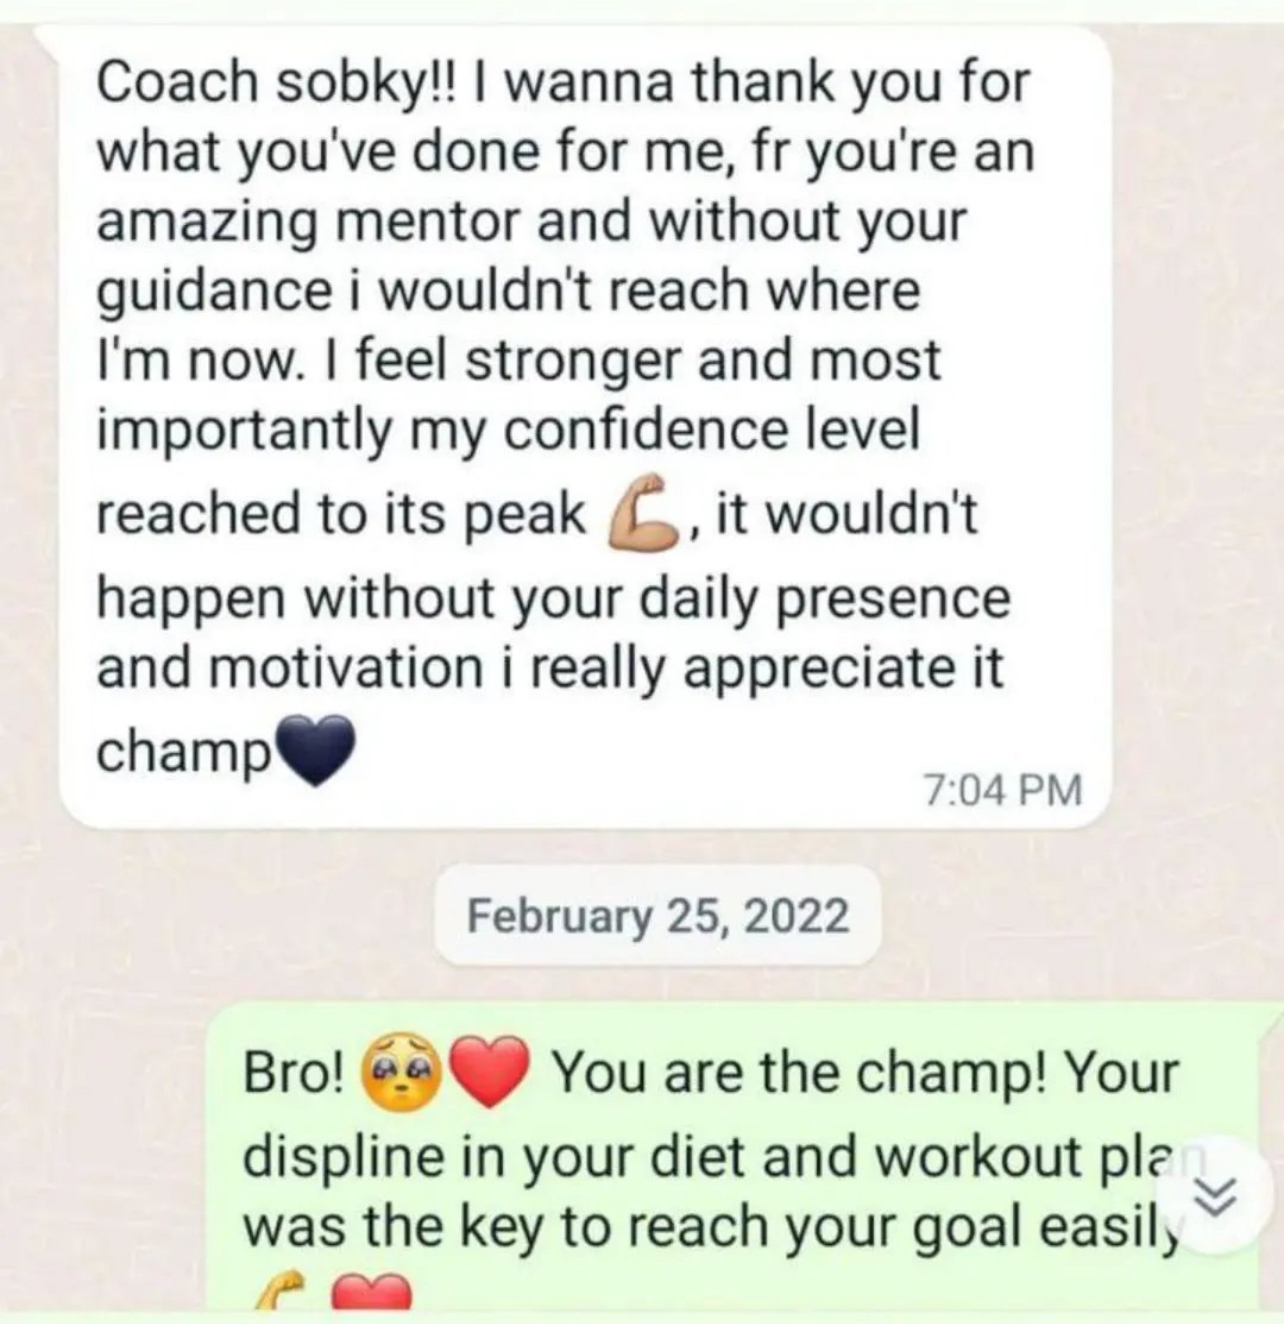 Coach sobky!! I wanna thank you for
what you've done for me, fr you're an
amazing mentor and without your
guidance i wouldn't reach where
I'm now. I feel stronger and most
importantly my confidence level
reached to its peak 💪🏼, it wouldn't
happen without your daily presence
and motivation i really appreciate it
champ🖤
7:04 PM
February 25, 2022
Bro! 🥺❤️ You are the champ! Your
displine in your diet and workout plan
was the key to reach your goal easily
💪❤️